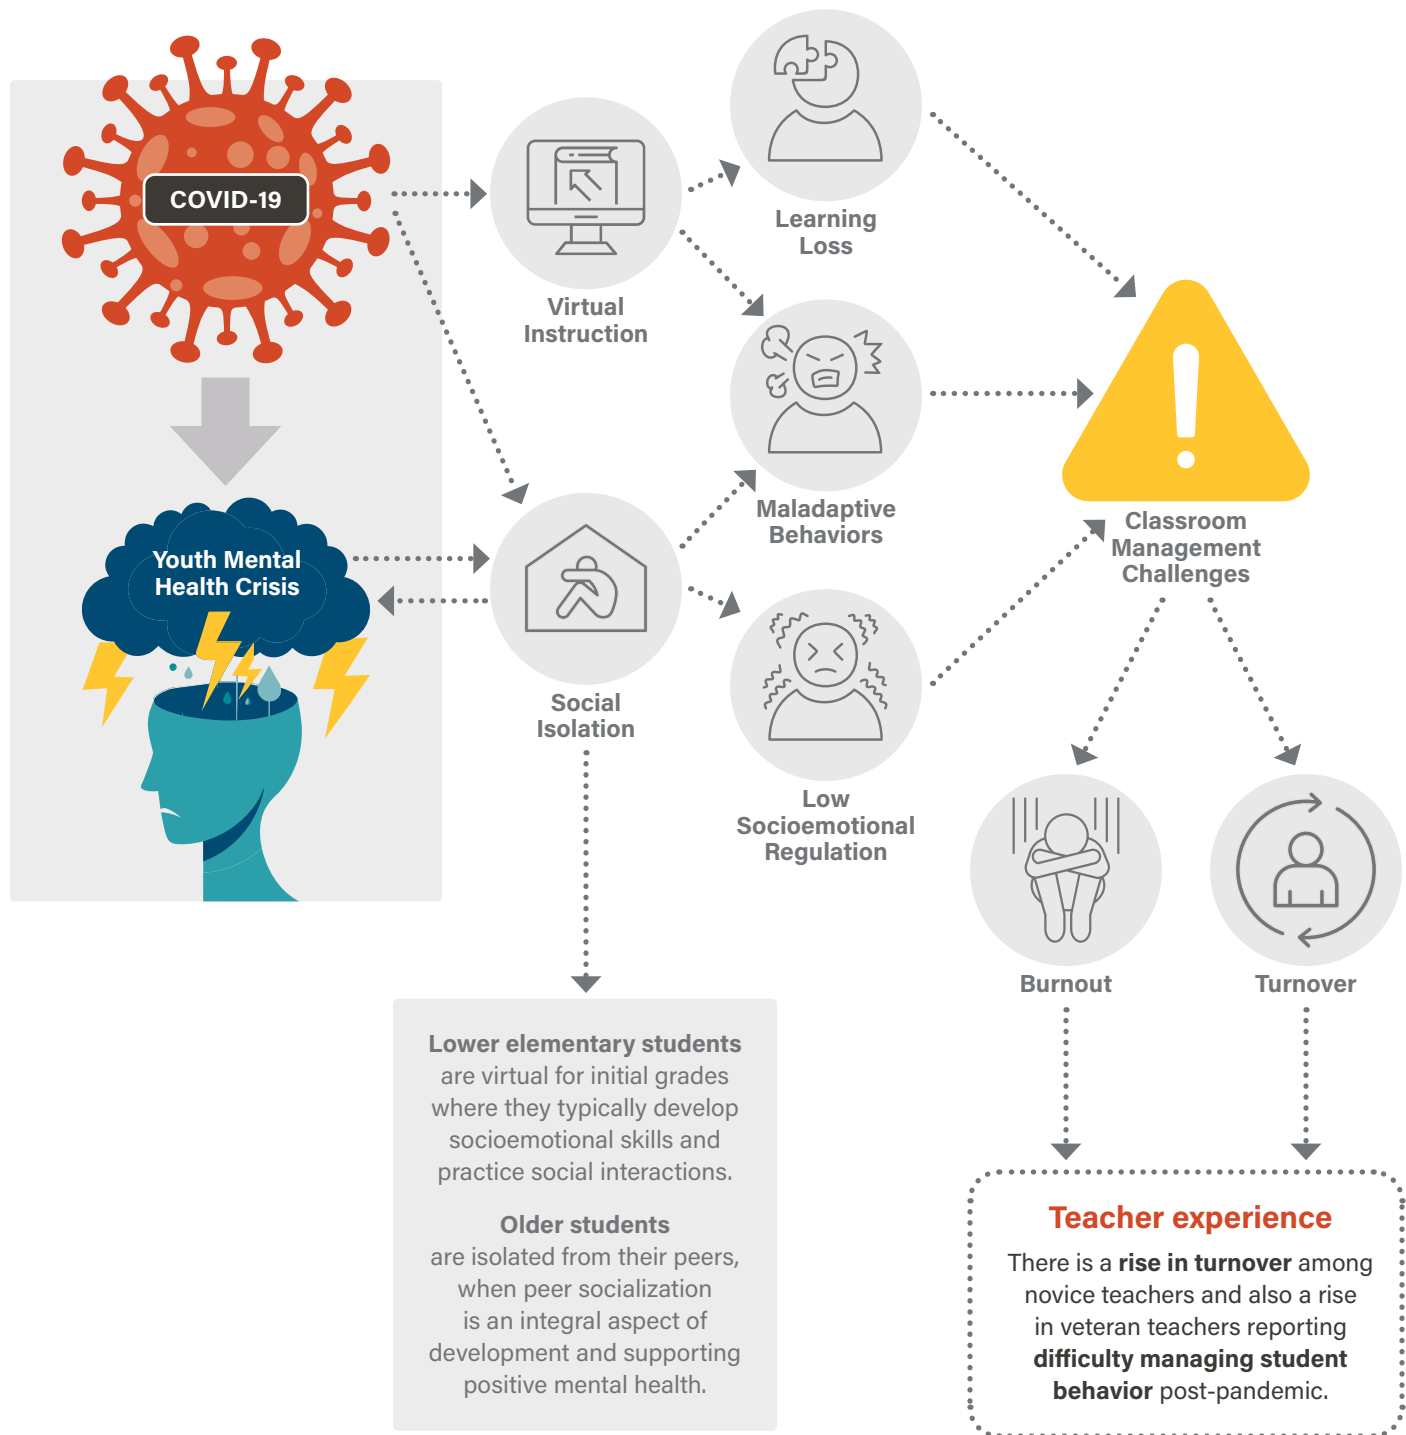 COVID-19
Virtual
Instruction
Learning
Loss
Maladaptive
Behaviors
Youth Mental
Health Crisis
Social
Isolation
Low
Socioemotional
Regulation
Classroom
Management
Challenges
Burnout
Turnover
Lower elementary students
are virtual for initial grades
where they typically develop
socioemotional skills and
practice social interactions.
Older students
are isolated from their peers,
when peer socialization
is an integral aspect of
development and supporting
positive mental health.
Teacher experience
There is a rise in turnover among
novice teachers and also a rise
in veteran teachers reporting
difficulty managing student
behavior post-pandemic.